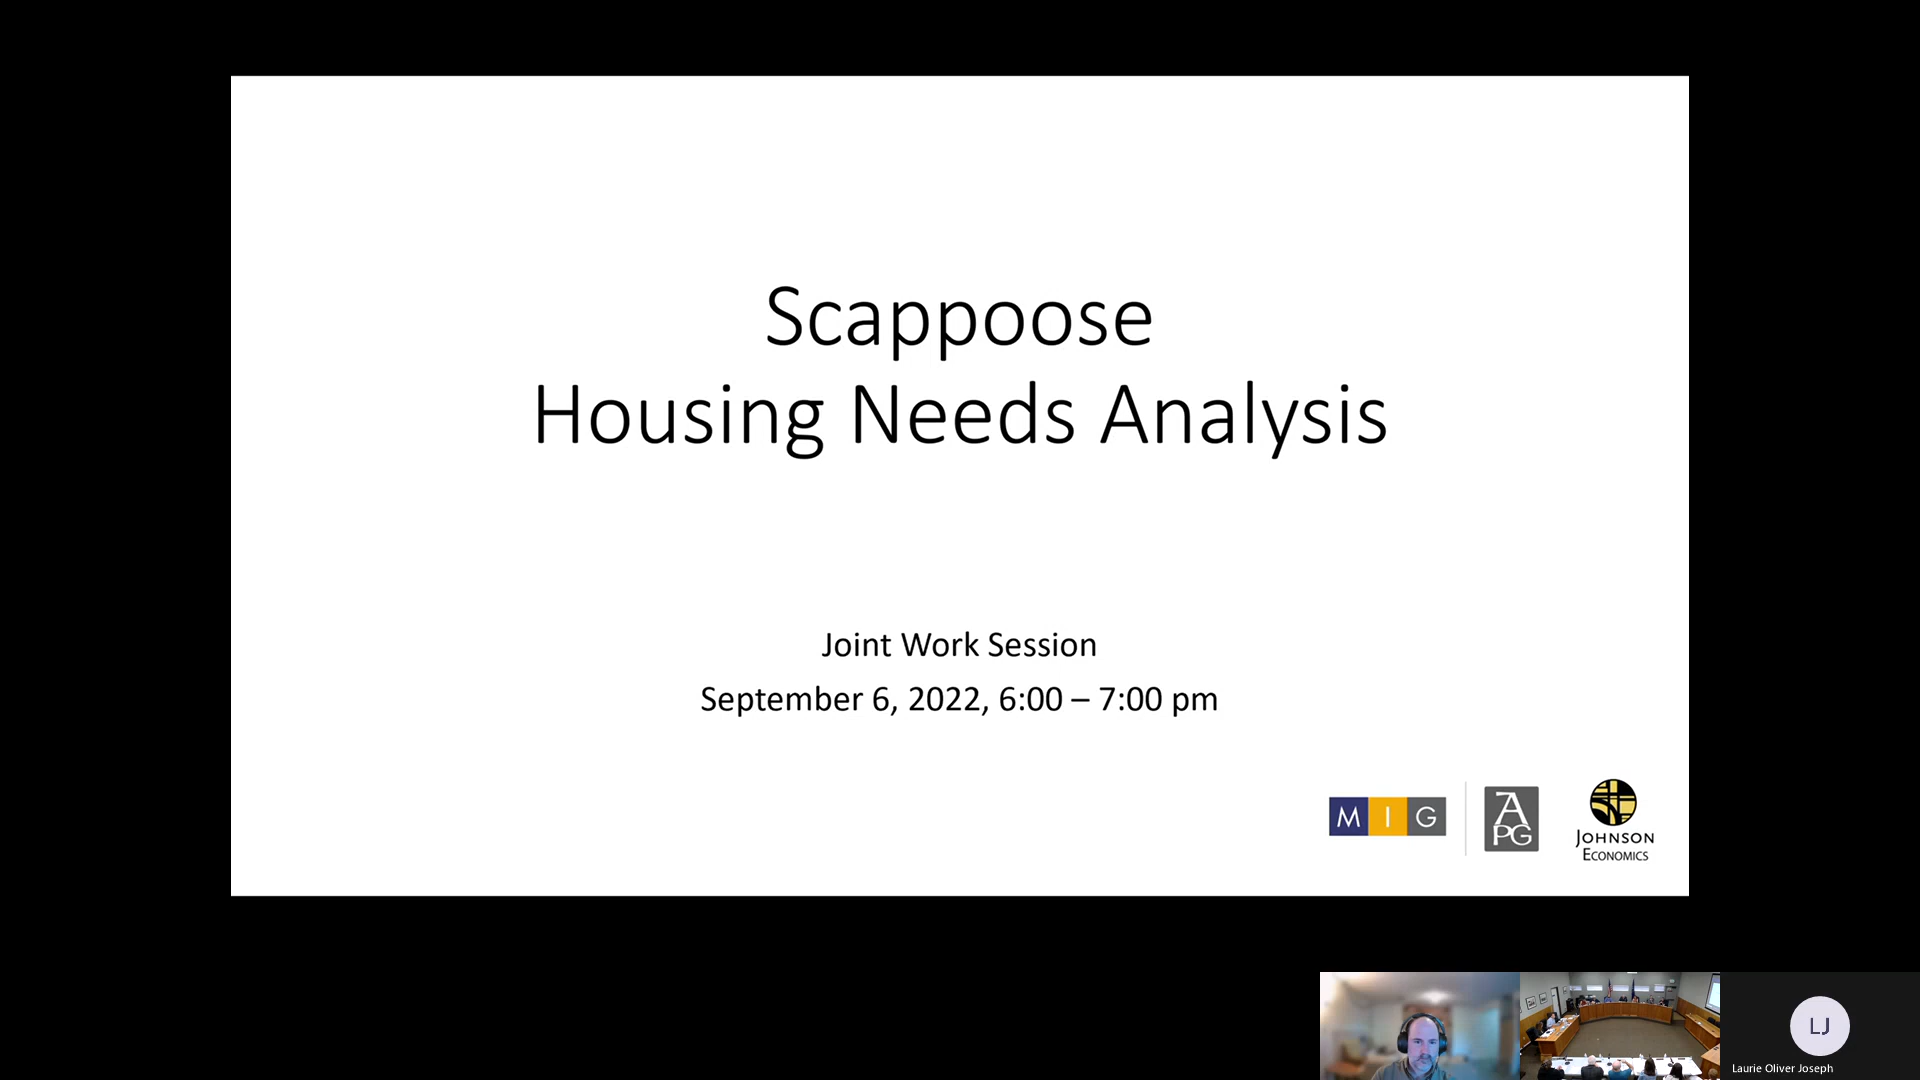 Scappoose
Housing Needs Analysis
Joint Work Session
September 6, 2022, 6:00 – 7:00 pm
M I G
APG
JOHNSON
ECONOMICS
LJ
Laurie Oliver Joseph